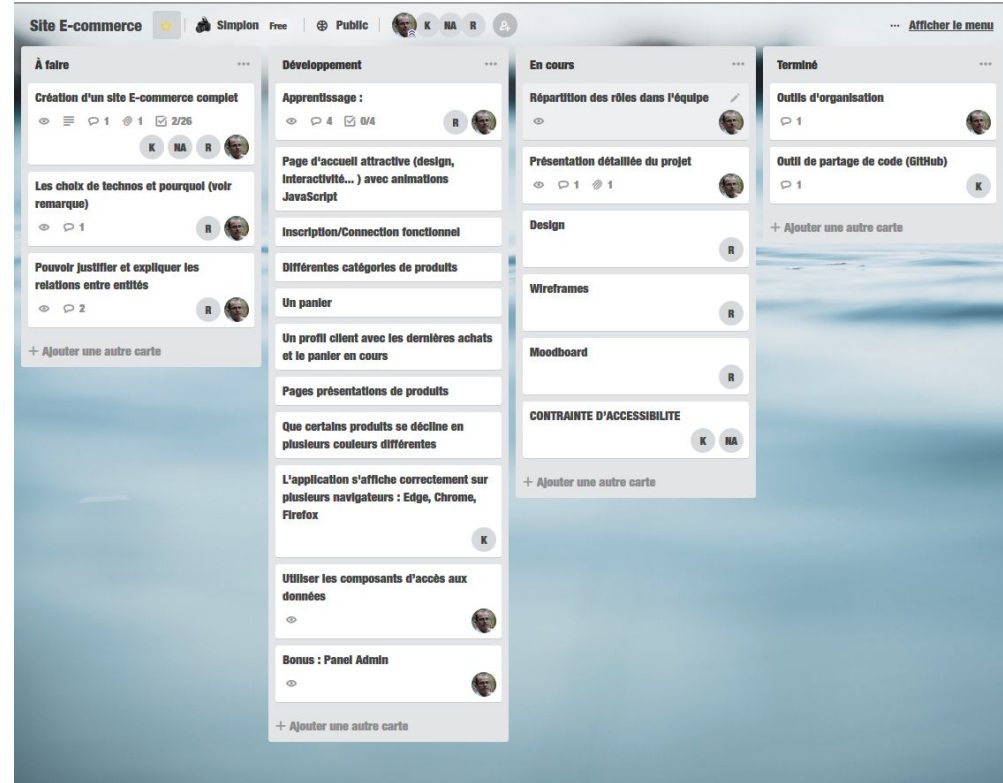 Site E-commerce Simplon Free Public K NA R ... Afficher le menu
À faire ...
Création d'un site E-commerce complet
1 1 2/26
K NA R
Les choix de technos et pourquoi (voir
remarque)
1 R
Pouvoir justifier et expliquer les
relations entre entités
2 R
+ Ajouter une autre carte
Développement ...
Apprentissage :
4 0/4 R
Page d'accueil attractive (design,
interactivité... ) avec animations
JavaScript
Inscription/Connection fonctionnel
Différentes catégories de produits
Un panier
Un profil client avec les dernières achats
et le panier en cours
Pages présentations de produits
Que certains produits se décline en
plusieurs couleurs différentes
L'application s'affiche correctement sur
plusieurs navigateurs : Edge, Chrome,
Firefox
K
Utiliser les composants d'accès aux
données
Bonus : Panel Admin
+ Ajouter une autre carte
En cours ...
Répartition des rôles dans l'équipe
Présentation détaillée du projet
1 1
Design
R
Wireframes
R
Moodboard
R
CONTRAINTE D'ACCESSIBILITE
K NA
+ Ajouter une autre carte
Terminé ...
Outils d'organisation
1
Outil de partage de code (GitHub)
1 K
+ Ajouter une autre carte